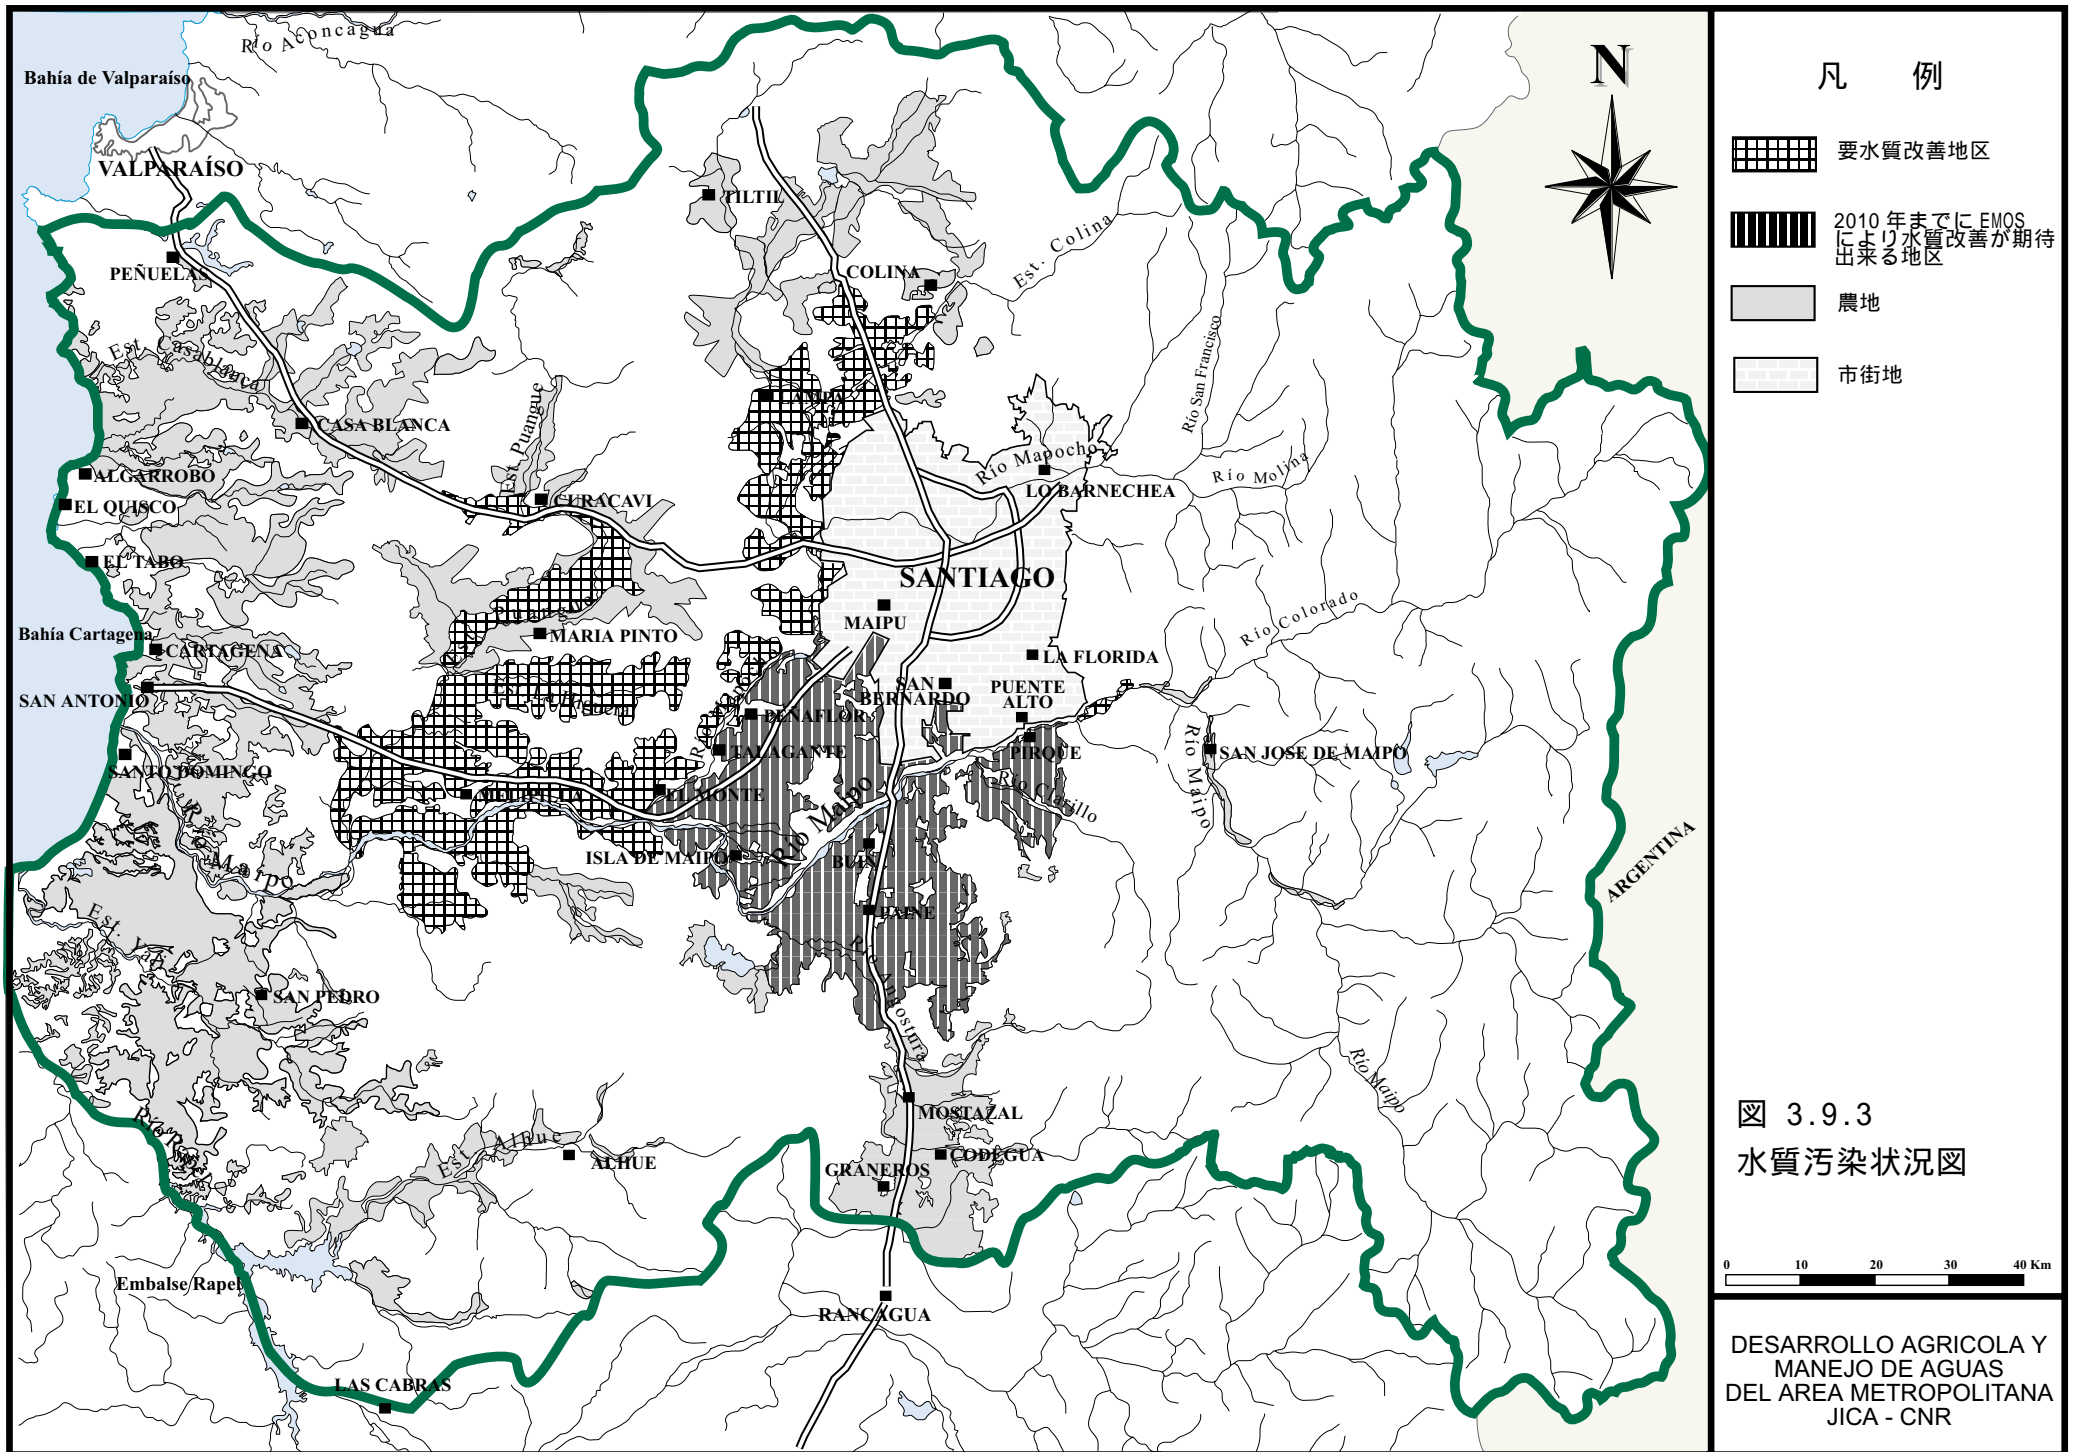 Río Aconcagua
Bahía de Valparaíso
VALPARAÍSO
PEÑUELAS
TILTIL
COLINA
Est. Colina
Est. Casablanca
CASA BLANCA
Est. Puangue
LAMPA
Río San Francisco
ALGARROBO
EL QUISCO
CURACAVI
Río Mapocho
LO BARNECHEA
Río Molina
EL TABO
SANTIAGO
Puangue
MAIPU
Río Colorado
Bahía Cartagena
CARTAGENA
MARIA PINTO
LA FLORIDA
SAN ANTONIO
Est. La Higuera
Río Mapocho
SAN
BERNARDO
PUENTE
ALTO
PEÑAFLOR
TALAGANTE
PIRQUE
Río Maipo
SAN JOSE DE MAIPO
SANTO DOMINGO
MELIPILLA
EL MONTE
Río Maipo
Río Clarillo
ISLA DE MAIPO
BUIN
Río Maipo
ARGENTINA
PAINE
Est. Yali
Río Angostura
SAN PEDRO
Río Maipo
MOSTAZAL
Río Rapel
Est. Alhue
ALHUE
CODEGUA
GRANEROS
Embalse Rapel
RANCAGUA
LAS CABRAS
N
凡 例
要水質改善地区
2010 年までに EMOS
により水質改善が期待
出来る地区
農地
市街地
図 3.9.3
水質汚染状況図
0 10 20 30 40 Km
DESARROLLO AGRICOLA Y
MANEJO DE AGUAS
DEL AREA METROPOLITANA
JICA - CNR